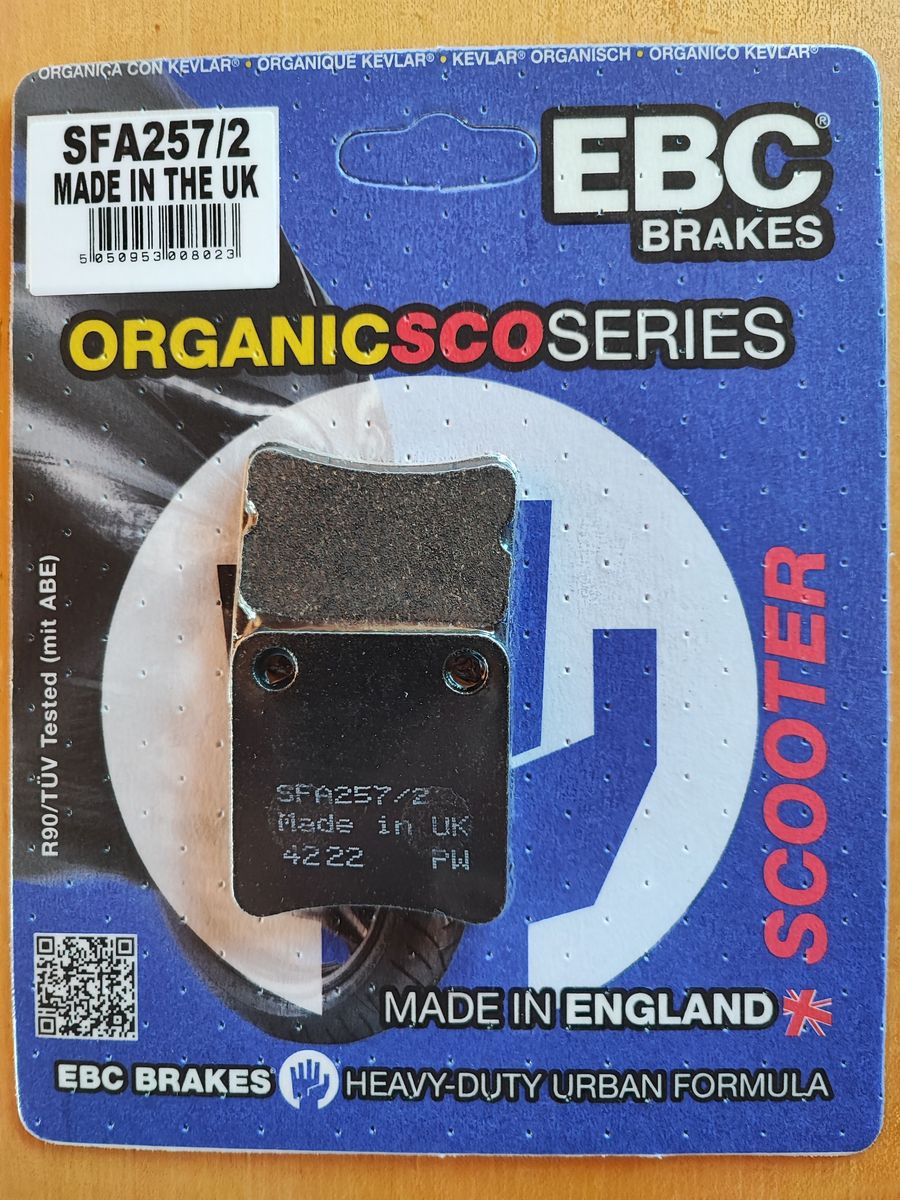 ORGANICA CON KEVLAR® • ORGANIQUE KEVLAR® • KEVLAR® ORGANISCH • ORGANICO KEVLAR®
SFA257/2
MADE IN THE UK
5 050953 008023
EBC®
BRAKES
ORGANICSCOSERIES
R90/TÜV Tested (mit ABE)
SCOOTER
SFA257/2
Made in UK
4222 PW
MADE IN ENGLAND
EBC BRAKES® HEAVY-DUTY URBAN FORMULA